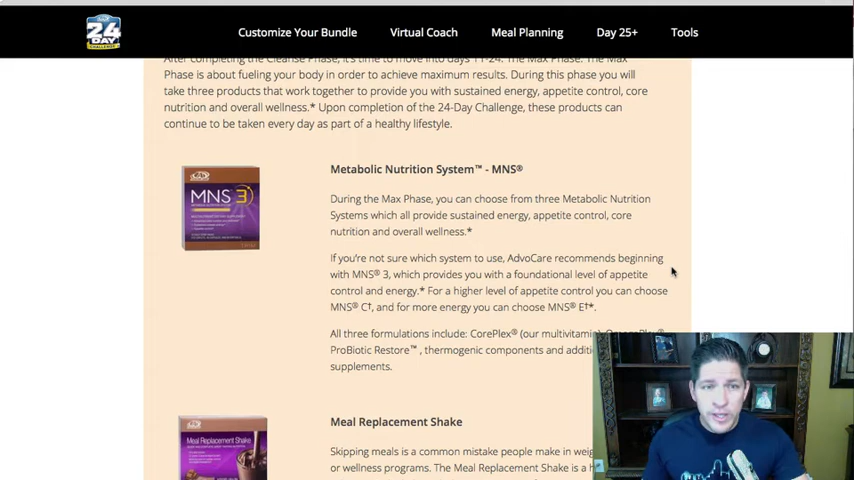 24
DAY
CHALLENGE
Customize Your Bundle
Virtual Coach
Meal Planning
Day 25+
Tools
After completing the Cleanse Phase, it's time to move into days 11-24: The Max Phase. The Max
Phase is about fueling your body in order to achieve maximum results. During this phase you will
take three products that work together to provide you with sustained energy, appetite control, core
nutrition and overall wellness.* Upon completion of the 24-Day Challenge, these products can
continue to be taken every day as part of a healthy lifestyle.
MNS 3
Metabolic Nutrition System™ - MNS®
During the Max Phase, you can choose from three Metabolic Nutrition
Systems which all provide sustained energy, appetite control, core
nutrition and overall wellness.*
If you're not sure which system to use, AdvoCare recommends beginning
with MNS® 3, which provides you with a foundational level of appetite
control and energy.* For a higher level of appetite control you can choose
MNS® C†, and for more energy you can choose MNS® E†*.
All three formulations include: CorePlex® (our multivitamin), OmegaPlex®,
ProBiotic Restore™ , thermogenic components and additi
supplements.
Meal Replacement Shake
Meal Replacement Shake
Skipping meals is a common mistake people make in weig
or wellness programs. The Meal Replacement Shake is a h